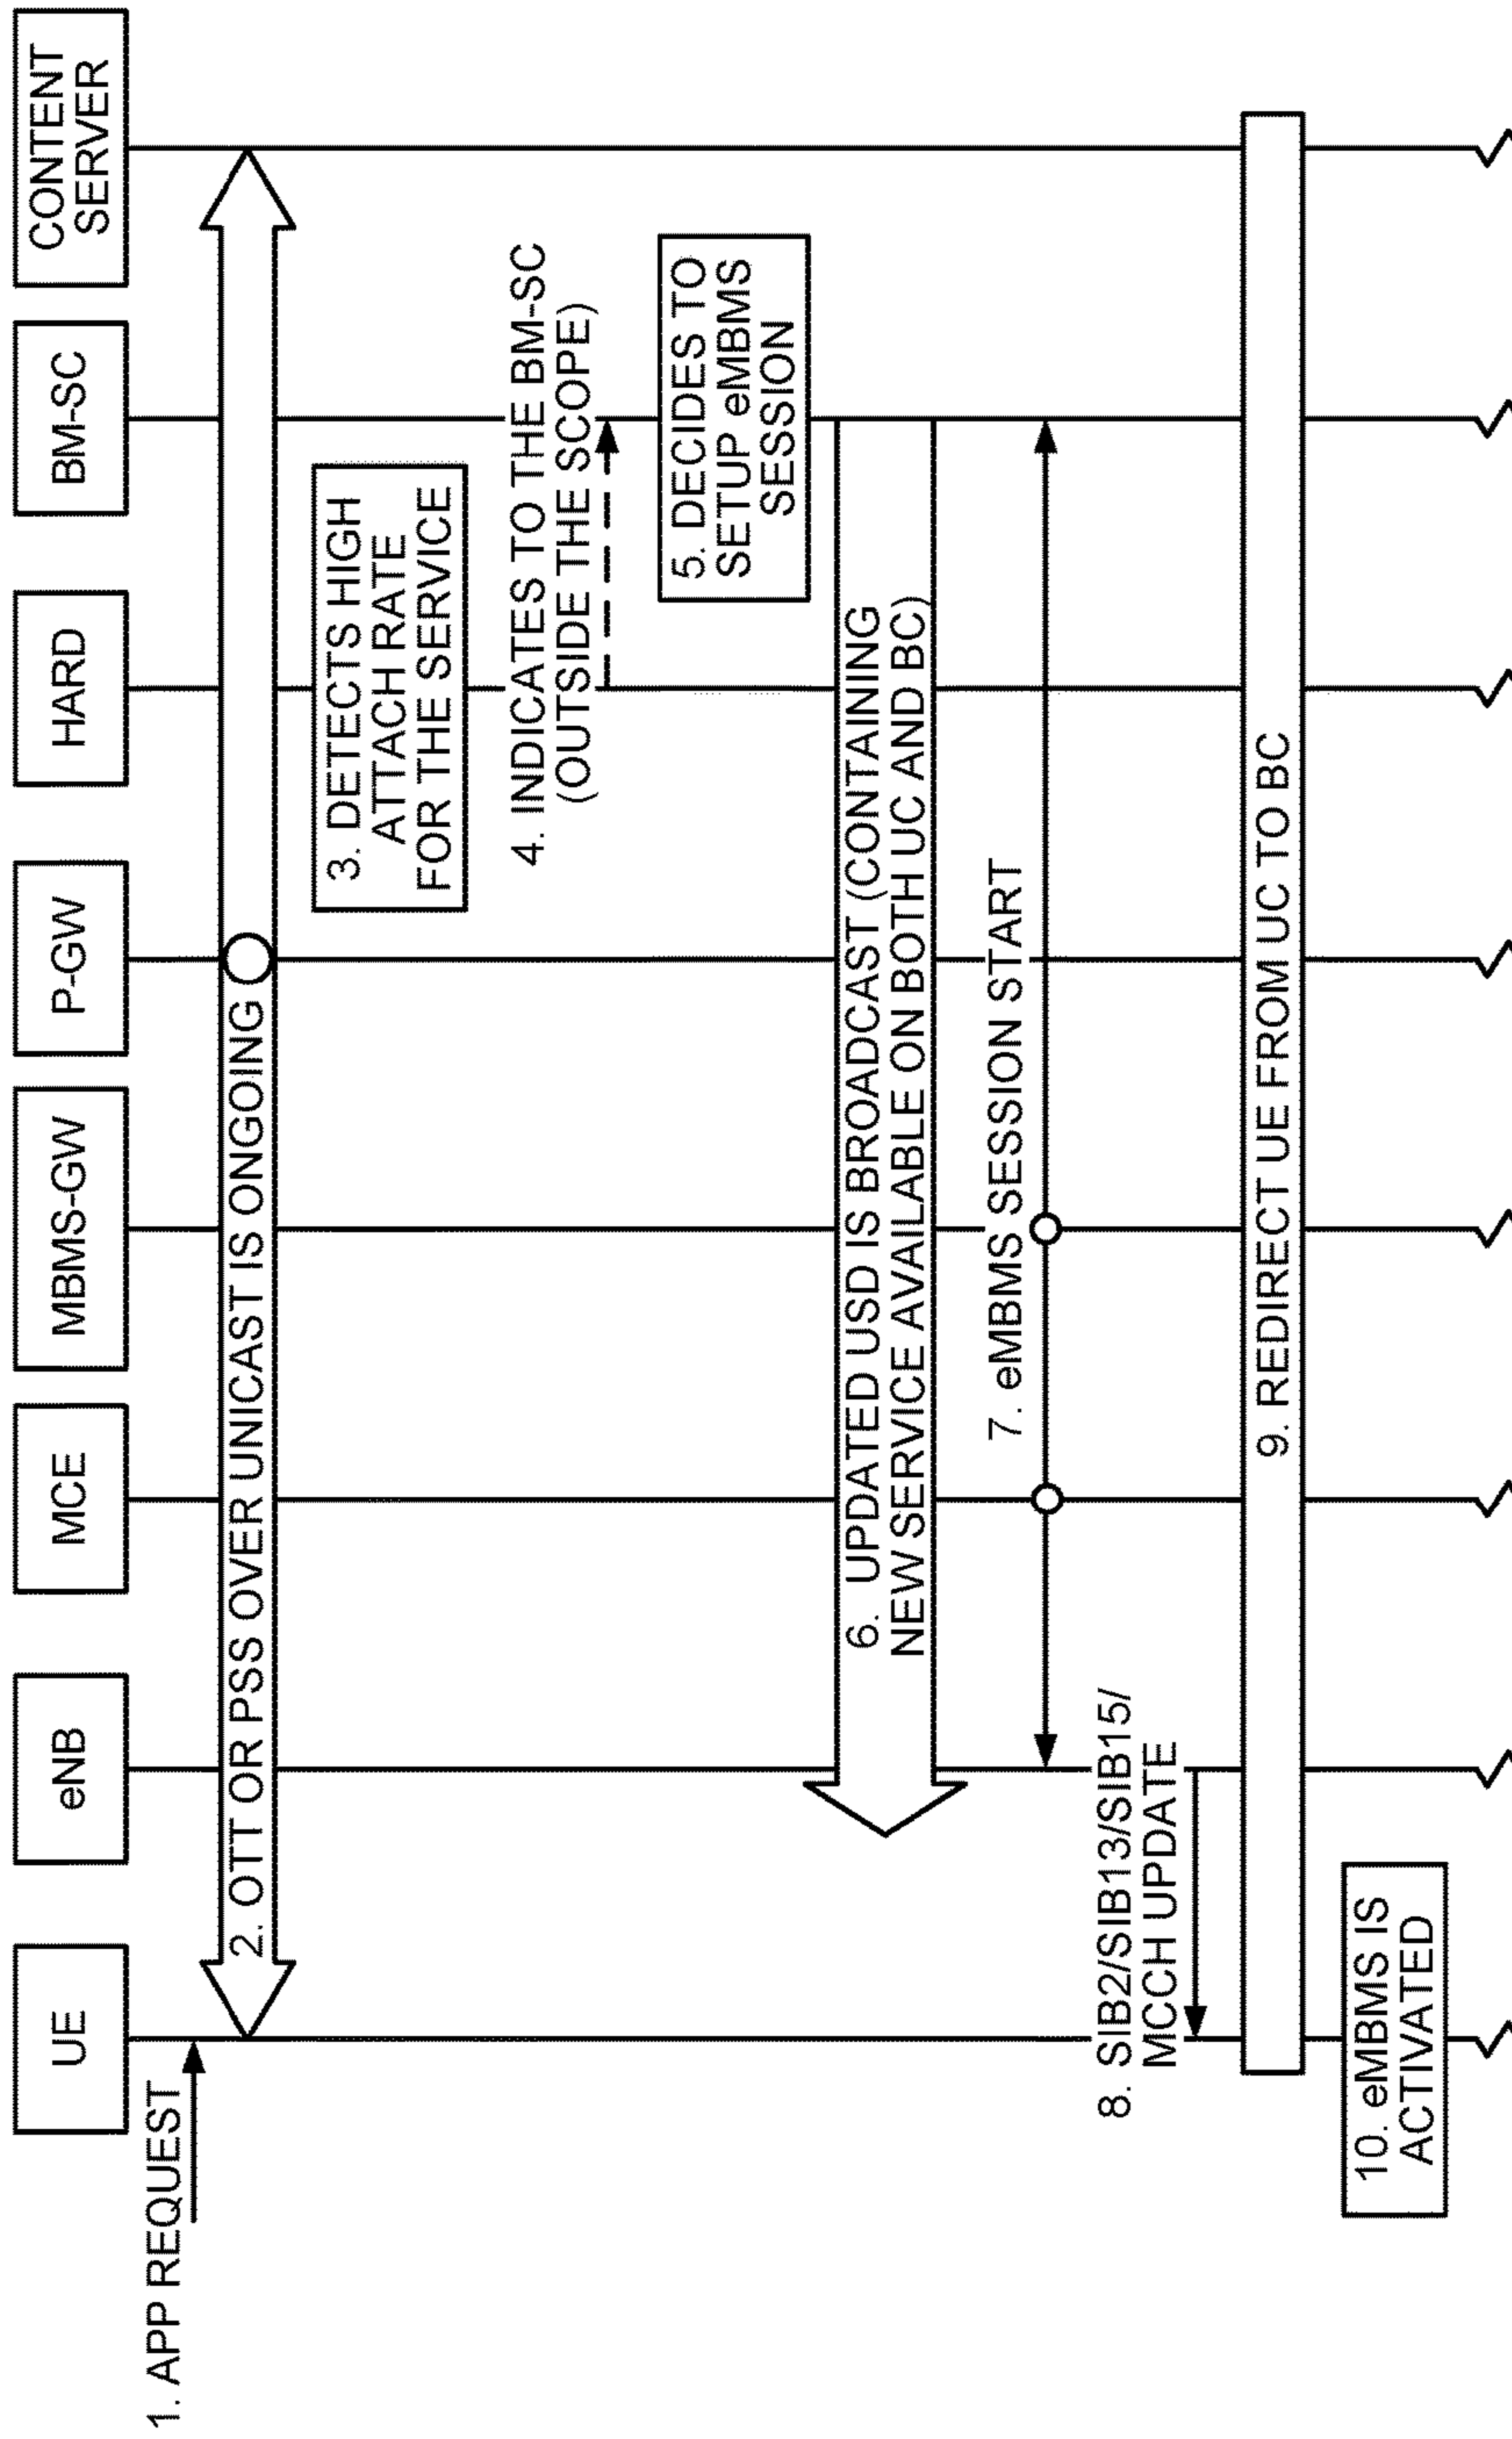 UE
eNB
MCE
MBMS-GW
P-GW
HARD
BM-SC
CONTENT
SERVER
1. APP REQUEST
2. OTT OR PSS OVER UNICAST IS ONGOING
3. DETECTS HIGH
ATTACH RATE
FOR THE SERVICE
4. INDICATES TO THE BM-SC
(OUTSIDE THE SCOPE)
5. DECIDES TO
SETUP eMBMS
SESSION
6. UPDATED USD IS BROADCAST (CONTAINING
NEW SERVICE AVAILABLE ON BOTH UC AND BC)
7. eMBMS SESSION START
8. SIB2/SIB13/SIB15/
MCCH UPDATE
9. REDIRECT UE FROM UC TO BC
10. eMBMS IS
ACTIVATED